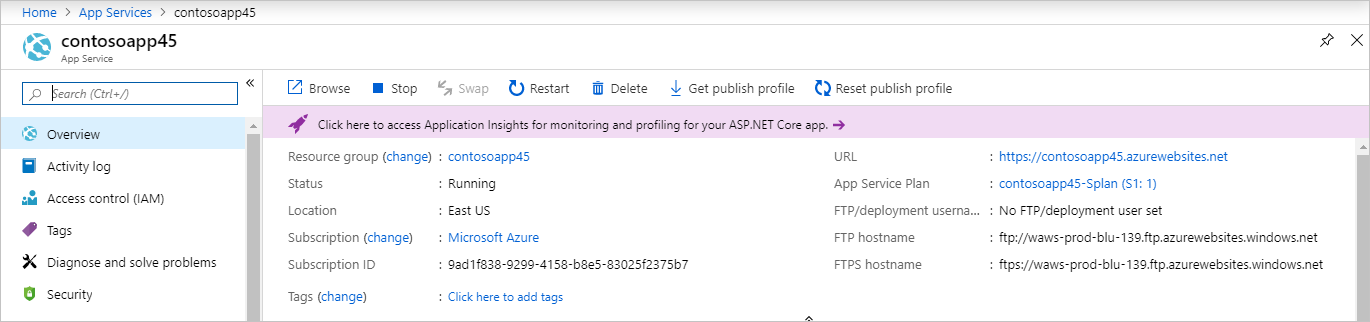 Home > App Services > contosoapp45
contosoapp45
App Service
Search (Ctrl+/)
«
Browse Stop Swap Restart Delete Get publish profile Reset publish profile
Click here to access Application Insights for monitoring and profiling for your ASP.NET Core app. →
Overview
Activity log
Access control (IAM)
Tags
Diagnose and solve problems
Security
Resource group (change) : contosoapp45
Status : Running
Location : East US
Subscription (change) : Microsoft Azure
Subscription ID : 9ad1f838-9299-4158-b8e5-83025f2375b7
Tags (change) : Click here to add tags
URL : https://contosoapp45.azurewebsites.net
App Service Plan : contosoapp45-Splan (S1: 1)
FTP/deployment userna... : No FTP/deployment user set
FTP hostname : ftp://waws-prod-blu-139.ftp.azurewebsites.windows.net
FTPS hostname : ftps://waws-prod-blu-139.ftp.azurewebsites.windows.net